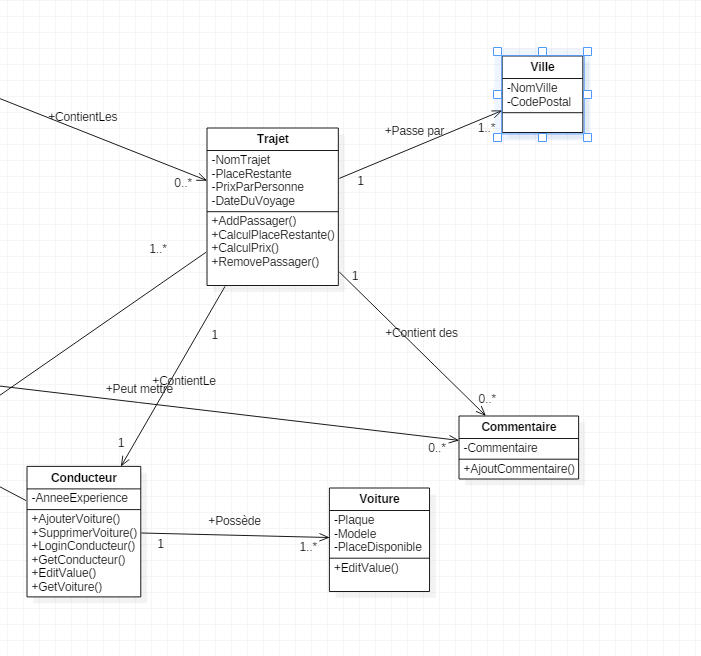 Ville
-NomVille
-CodePostal
+ContientLes
0..*
Trajet
-NomTrajet
-PlaceRestante
-PrixParPersonne
-DateDuVoyage
+AddPassager()
+CalculPlaceRestante()
+CalculPrix()
+RemovePassager()
+Passe par
1..*
1
1..*
1
1
+Contient des
0..*
+ContientLe
+Peut mettre
1
0..*
Commentaire
-Commentaire
+AjoutCommentaire()
Conducteur
-AnneeExperience
+AjouterVoiture()
+SupprimerVoiture()
+LoginConducteur()
+GetConducteur()
+EditValue()
+GetVoiture()
+Possède
1
1..*
Voiture
-Plaque
-Modele
-PlaceDisponible
+EditValue()